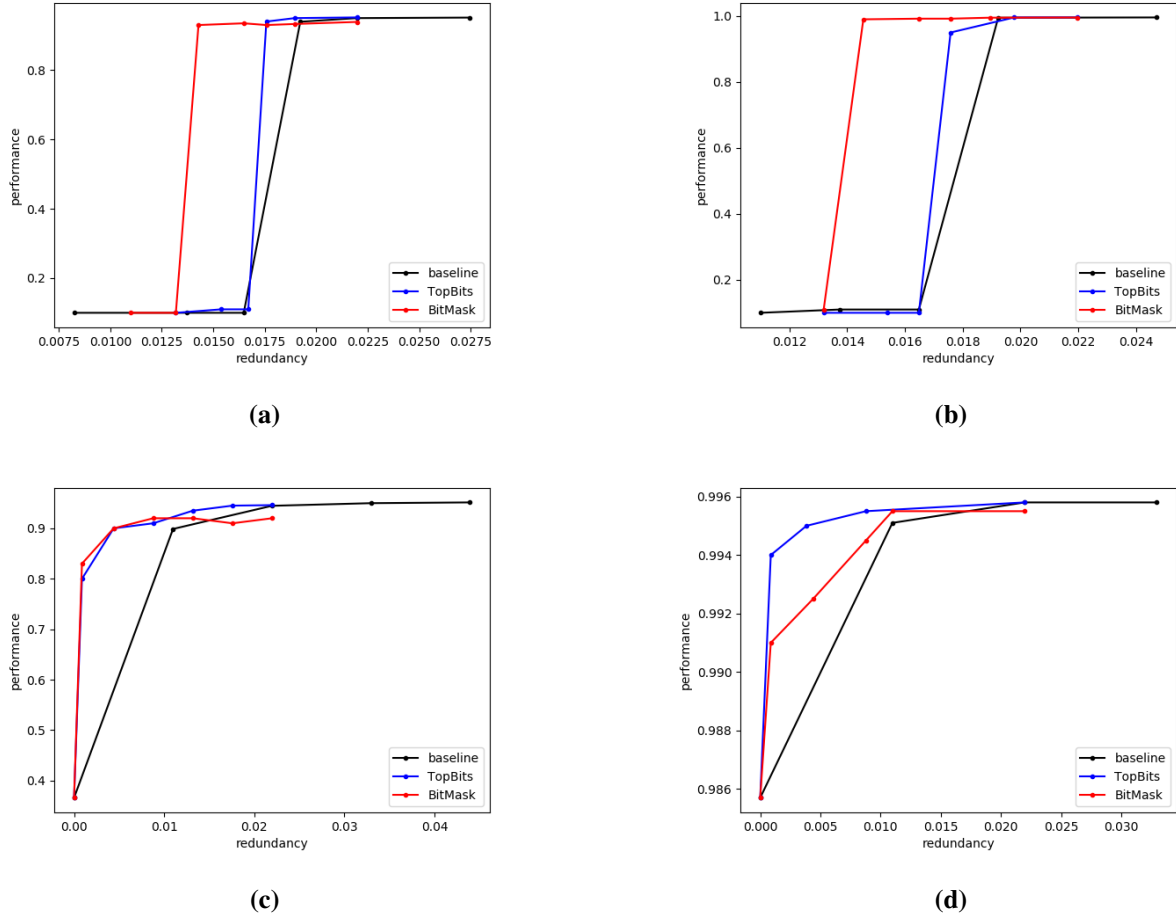 0.8
0.6
0.4
0.2
performance
0.0075 0.0100 0.0125 0.0150 0.0175 0.0200 0.0225 0.0250 0.0275
redundancy
baseline
TopBits
BitMask
(a)
1.0
0.8
0.6
0.4
0.2
performance
0.012 0.014 0.016 0.018 0.020 0.022 0.024
redundancy
baseline
TopBits
BitMask
(b)
0.9
0.8
0.7
0.6
0.5
0.4
performance
0.00 0.01 0.02 0.03 0.04
redundancy
baseline
TopBits
BitMask
(c)
0.996
0.994
0.992
0.990
0.988
0.986
performance
0.000 0.005 0.010 0.015 0.020 0.025 0.030
redundancy
baseline
TopBits
BitMask
(d)